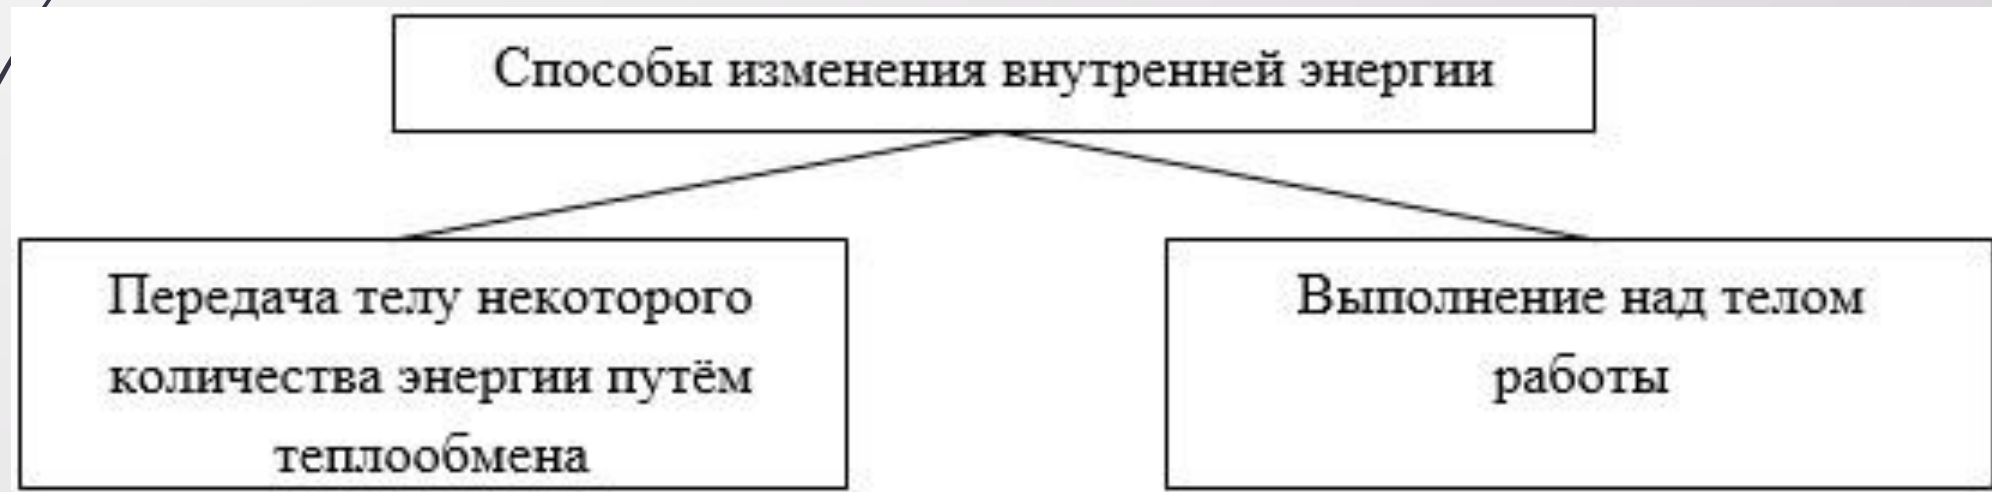 Способы изменения внутренней энергии
Передача телу некоторого
количества энергии путём
теплообмена
Выполнение над телом
работы